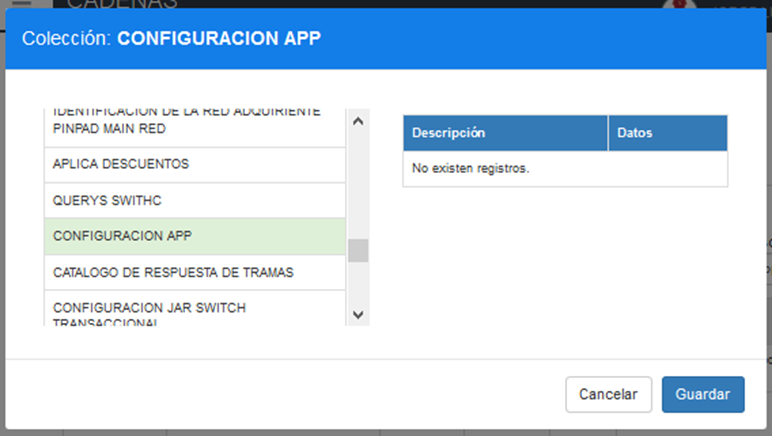 CADENAS
Colección: CONFIGURACION APP
IDENTIFICACION DE LA RED ADQUIRIENTE
PINPAD MAIN RED
APLICA DESCUENTOS
QUERYS SWITHC
CONFIGURACION APP
CATALOGO DE RESPUESTA DE TRAMAS
CONFIGURACION JAR SWITCH
TRANSACCIONAL
Descripción Datos
No existen registros.
Cancelar Guardar